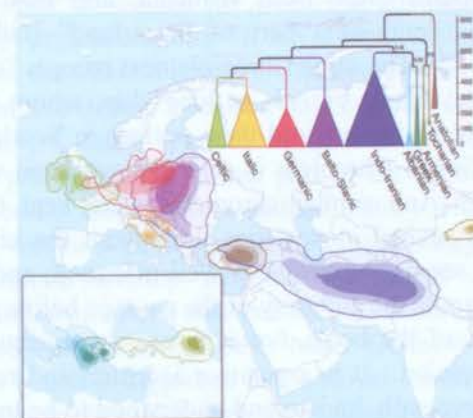 Celtic
Italic
Germanic
Balto-Slavic
Indo-Iranian
Albanian
Greek
Armenian
Tocharian
Anatolian